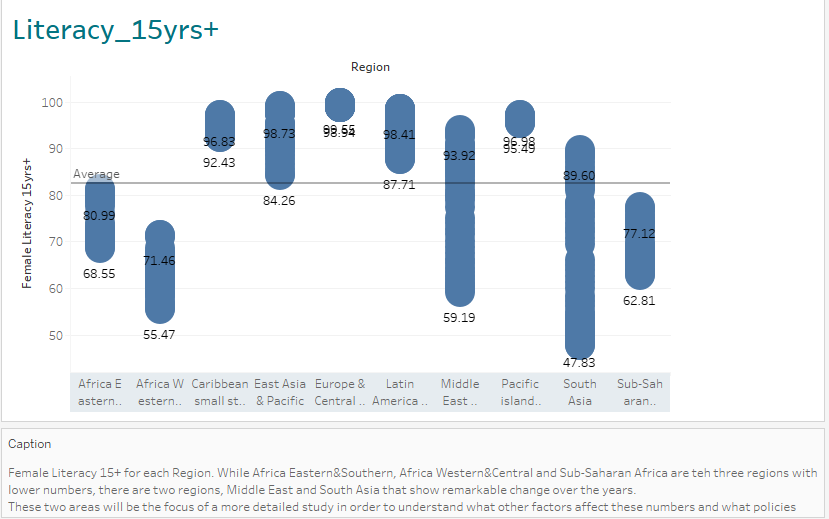 Literacy_15yrs+
Region
Female Literacy 15yrs+
100
90
80
70
60
50
Average
80.99
68.55
71.46
55.47
96.83
92.43
98.73
84.26
99.55
98.41
87.71
93.92
59.19
96.98
95.49
89.60
47.83
77.12
62.81
Africa E
astern..
Africa W
estern..
Caribbean
small st..
East Asia
& Pacific
Europe &
Central ..
Latin
America ..
Middle
East ..
Pacific
island..
South
Asia
Sub-Sah
aran..
Caption
Female Literacy 15+ for each Region. While Africa Eastern&Southern, Africa Western&Central and Sub-Saharan Africa are teh three regions with
lower numbers, there are two regions, Middle East and South Asia that show remarkable change over the years.
These two areas will be the focus of a more detailed study in order to understand what other factors affect these numbers and what policies